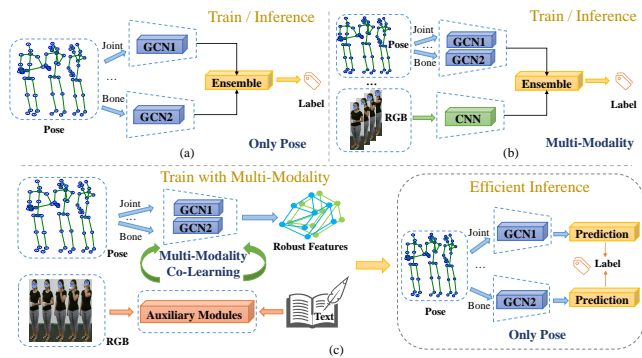 Train / Inference
Joint
GCN1
...
Bone
GCN2
Pose
Ensemble
Label
(a)
Only Pose
Train / Inference
Joint
GCN1
Pose
...
GCN2
Bone
RGB
CNN
Ensemble
Label
(b)
Multi-Modality
Train with Multi-Modality
Joint
...
Bone
Pose
GCN1
GCN2
Robust Features
Multi-Modality
Co-Learning
RGB
Auxiliary Modules
Text
(c)
Efficient Inference
Joint
GCN1
Prediction
...
Label
Pose
Bone
GCN2
Prediction
Only Pose